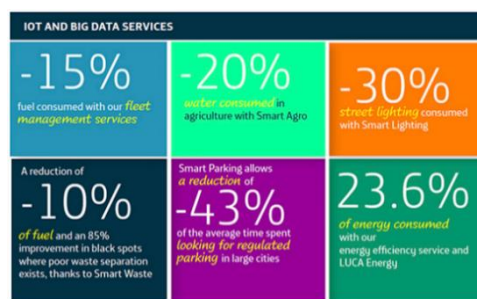 IOT AND BIG DATA SERVICES
-15%
fuel consumed with our fleet
management services
-20%
water consumed in
agriculture with Smart Agro
-30%
street lighting consumed
with Smart Lighting
A reduction of
-10%
of fuel and an 85%
improvement in black spots
where poor waste separation
exists, thanks to Smart Waste
Smart Parking allows
a reduction of
-43%
of the average time spent
looking for regulated
parking in large cities
23.6%
of energy consumed
with our
energy efficiency service and
LUCA Energy